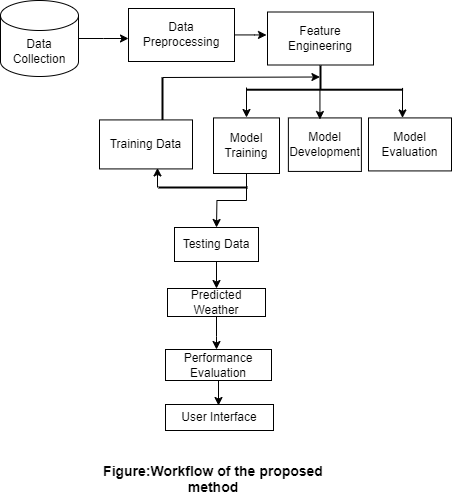 Data
Collection
Data
Preprocessing
Feature
Engineering
Training Data
Model
Training
Model
Development
Model
Evaluation
Testing Data
Predicted
Weather
Performance
Evaluation
User Interface
Figure:Workflow of the proposed
method